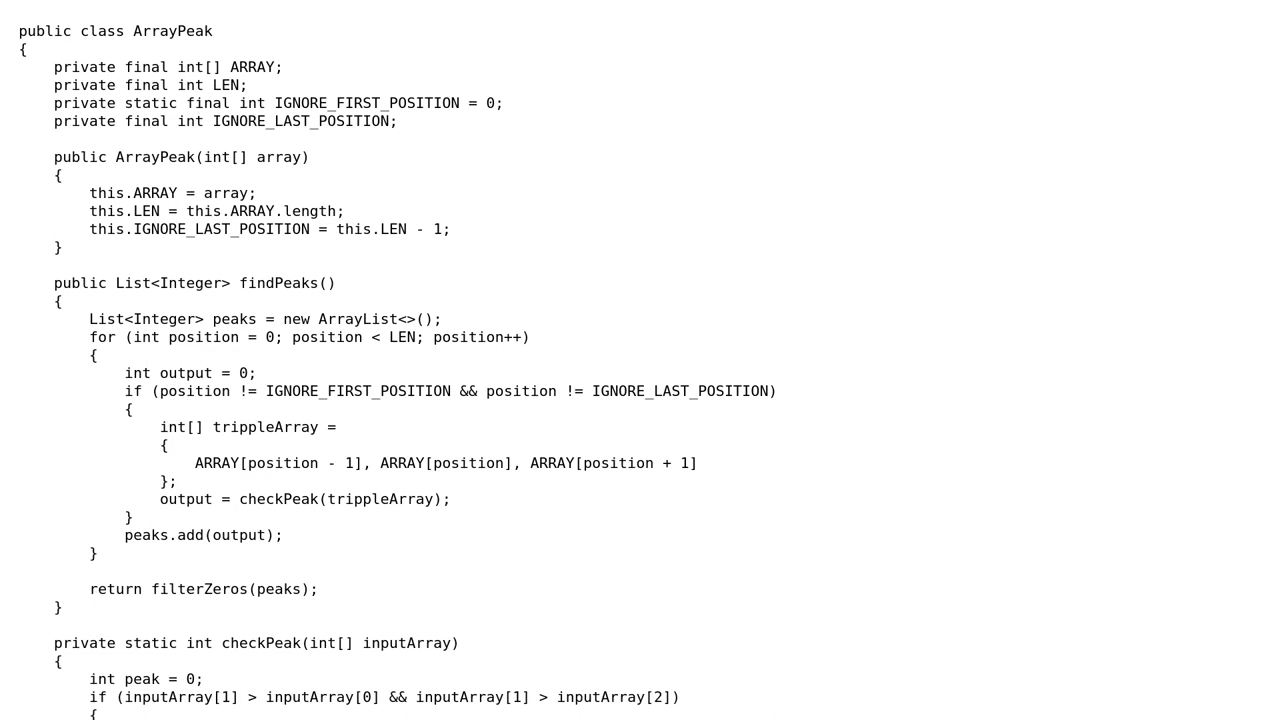 public class ArrayPeak
{
    private final int[] ARRAY;
    private final int LEN;
    private static final int IGNORE_FIRST_POSITION = 0;
    private final int IGNORE_LAST_POSITION;

    public ArrayPeak(int[] array)
    {
        this.ARRAY = array;
        this.LEN = this.ARRAY.length;
        this.IGNORE_LAST_POSITION = this.LEN - 1;
    }

    public List<Integer> findPeaks()
    {
        List<Integer> peaks = new ArrayList<>();
        for (int position = 0; position < LEN; position++)
        {
            int output = 0;
            if (position != IGNORE_FIRST_POSITION && position != IGNORE_LAST_POSITION)
            {
                int[] trippleArray =
                {
                    ARRAY[position - 1], ARRAY[position], ARRAY[position + 1]
                };
                output = checkPeak(trippleArray);
            }
            peaks.add(output);
        }

        return filterZeros(peaks);
    }

    private static int checkPeak(int[] inputArray)
    {
        int peak = 0;
        if (inputArray[1] > inputArray[0] && inputArray[1] > inputArray[2])
        {